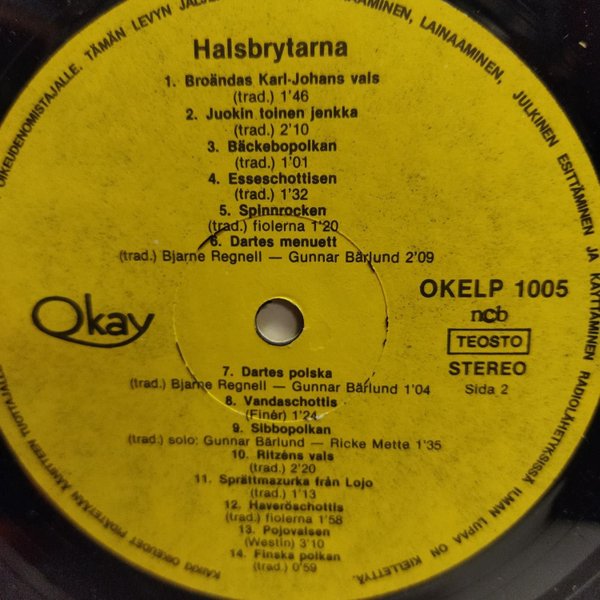 Halsbrytarna
1. Broändas Karl-Johans vals
(trad.) 1'46
2. Juokin toinen jenkka
(trad.) 2'10
3. Bäckebopolkan
(trad.) 1'01
4. Esseschottisen
(trad.) 1'32
5. Spinnrocken
(trad.) fiolerna 1'20
6. Dartes menuett
(trad.) Bjarne Regnell — Gunnar Bärlund 2'09
Okay
OKELP 1005
ncb
TEOSTO
STEREO
Sida 2
7. Dartes polska
(trad.) Bjarne Regnell — Gunnar Bärlund 1'04
8. Vandaschottis
(Finér) 1'24
9. Sibbopolkan
(trad.) solo: Gunnar Bärlund — Ricke Metta 1'35
10. Ritzéns vals
(trad.) 2'20
11. Sprättmazurka från Lojo
(trad.) 1'13
12. Haveröschottis
(trad.) fiolerna 1'58
13. Pojovalsen
(Westin) 3'10
14. Finska polkan
(trad.) 0'59
KAIKKI OIKEUDET PIDÄTETÄÄN ÄÄNITTEEN TUOTTAJALLE
OIKEUDENOMISTAJALLE. TÄMÄN LEVYN
KAAMINEN, LAINAAMINEN, JULKINEN ESITTÄMINEN JA KÄYTTÄMINEN RADIOLÄHETYKSISSÄ ILMAN LUPAA ON KIELLETTYÄ.